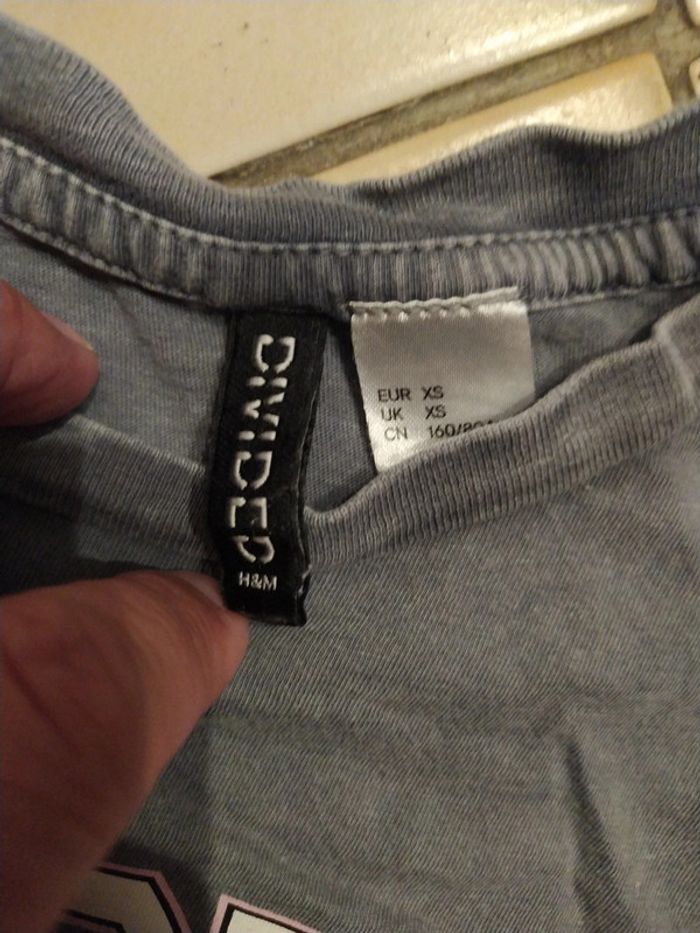 DIVIDED
H&M
EUR XS
UK XS
CN